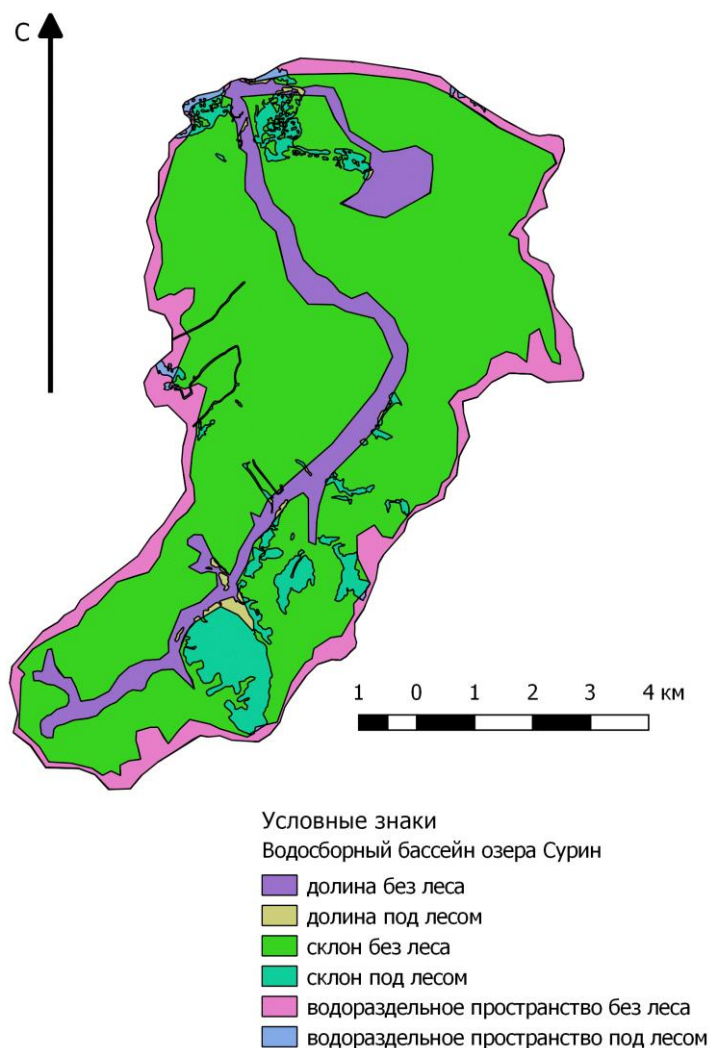 С
1 0 1 2 3 4 км
Условные знаки
Водосборный бассейн озера Сурин
долина без леса
долина под лесом
склон без леса
склон под лесом
водораздельное пространство без леса
водораздельное пространство под лесом